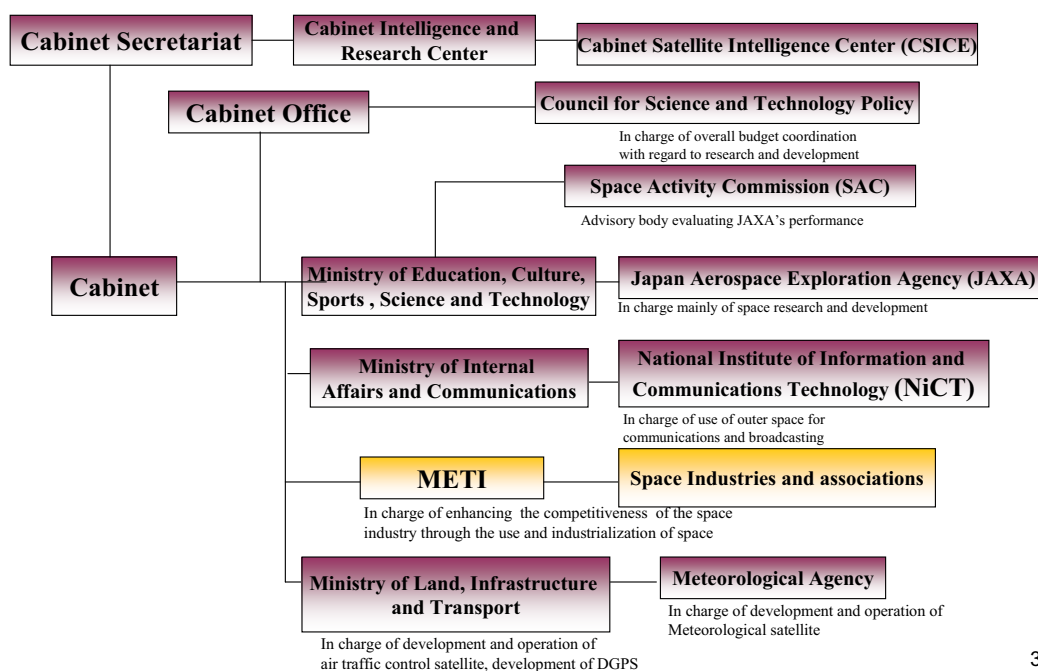 Cabinet Secretariat
Cabinet Intelligence and
Research Center
Cabinet Satellite Intelligence Center (CSICE)
Cabinet Office
Council for Science and Technology Policy
In charge of overall budget coordination
with regard to research and development
Space Activity Commission (SAC)
Advisory body evaluating JAXA’s performance
Cabinet
Ministry of Education, Culture,
Sports , Science and Technology
Japan Aerospace Exploration Agency (JAXA)
In charge mainly of space research and development
Ministry of Internal
Affairs and Communications
National Institute of Information and
Communications Technology (NiCT)
In charge of use of outer space for
communications and broadcasting
METI
Space Industries and associations
In charge of enhancing the competitiveness of the space
industry through the use and industrialization of space
Ministry of Land, Infrastructure
and Transport
Meteorological Agency
In charge of development and operation of
Meteorological satellite
In charge of development and operation of
air traffic control satellite, development of DGPS
3